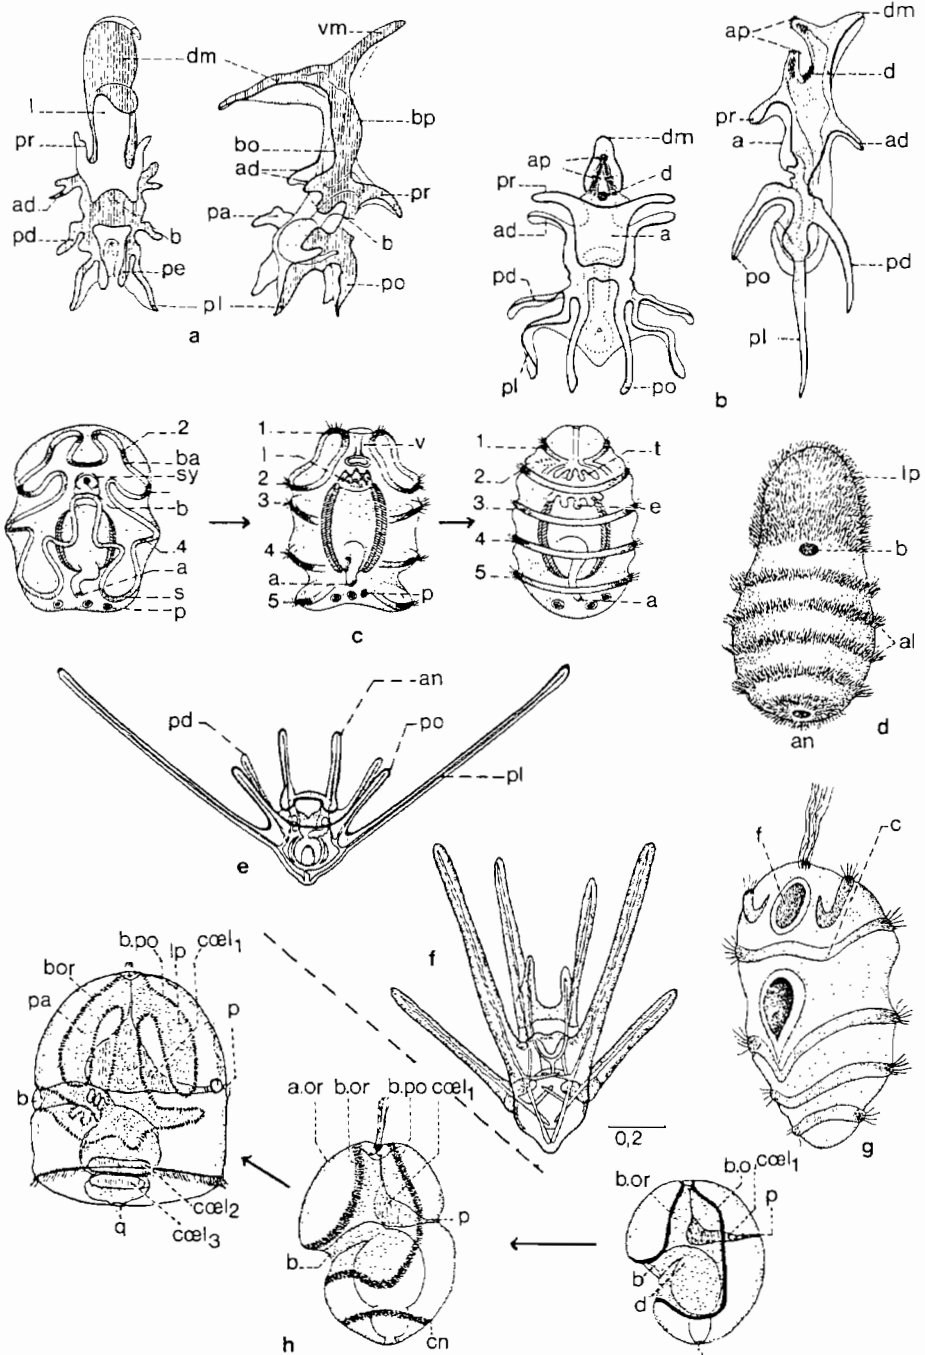 vm
dm
l
bp
pr
bo
ad
pr
ad
pa
pd
b
b
pe
po
pl
a
dm
ap
d
pr
ad
a
pd
pl
po
dm
ap
d
pr
a
ad
po
pd
pl
b
2
ba
sy
b
4
a
s
p
1
v
l
2
3
4
a
p
5
c
1
t
2
3
e
4
5
a
lp
b
al
an
d
an
pd
po
pl
e
f
0,2
f
c
g
b.po
lp
cœl1
bor
pa
p
b
cœl2
cœl3
q
a.or
b.or
b.po
cœl1
p
b
cn
h
b.or
b.o
cœl1
p
b
d